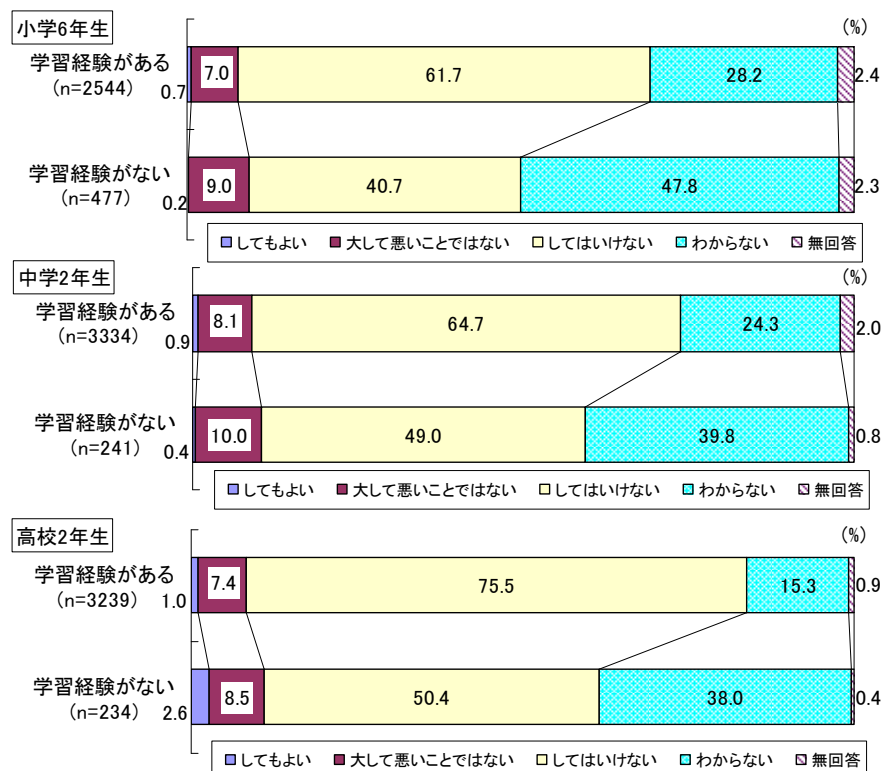 小学6年生
(%)
学習経験がある
(n=2544)
0.7
7.0
61.7
28.2
2.4
学習経験がない
(n=477)
0.2
9.0
40.7
47.8
2.3
してもよい 大して悪いことではない してはいけない わからない 無回答
中学2年生
(%)
学習経験がある
(n=3334)
0.9
8.1
64.7
24.3
2.0
学習経験がない
(n=241)
0.4
10.0
49.0
39.8
0.8
してもよい 大して悪いことではない してはいけない わからない 無回答
高校2年生
(%)
学習経験がある
(n=3239)
1.0
7.4
75.5
15.3
0.9
学習経験がない
(n=234)
2.6
8.5
50.4
38.0
0.4
してもよい 大して悪いことではない してはいけない わからない 無回答